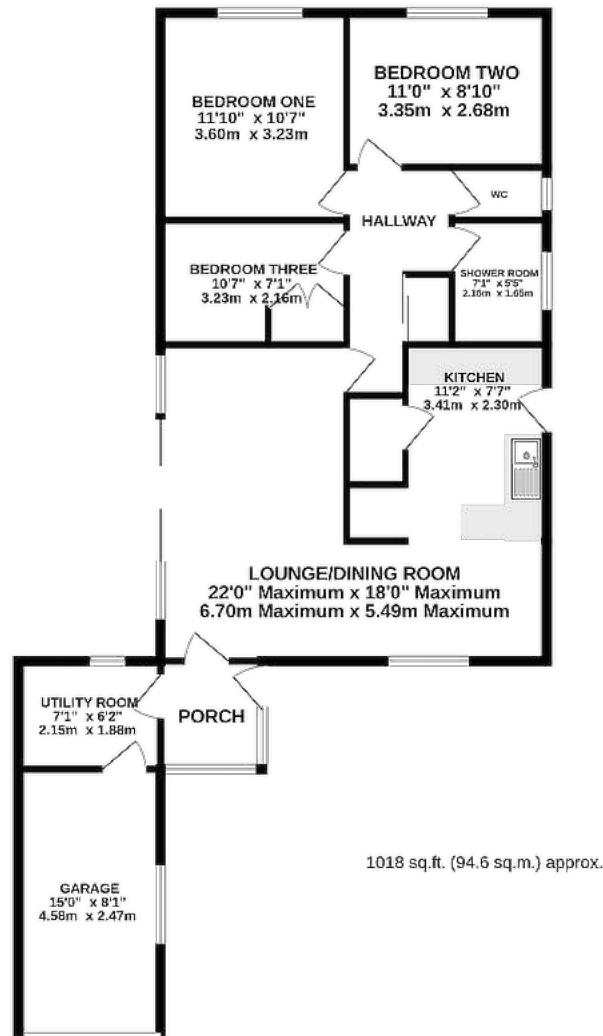 BEDROOM ONE
11'10" x 10'7"
3.60m x 3.23m
BEDROOM TWO
11'0" x 8'10"
3.35m x 2.68m
WC
HALLWAY
BEDROOM THREE
10'7" x 7'1"
3.23m x 2.16m
SHOWER ROOM
7'1" x 5'5"
2.16m x 1.65m
KITCHEN
11'2" x 7'7"
3.41m x 2.30m
LOUNGE/DINING ROOM
22'0" Maximum x 18'0" Maximum
6.70m Maximum x 5.49m Maximum
UTILITY ROOM
7'1" x 6'2"
2.15m x 1.88m
PORCH
GARAGE
15'0" x 8'1"
4.58m x 2.47m
1018 sq.ft. (94.6 sq.m.) approx.